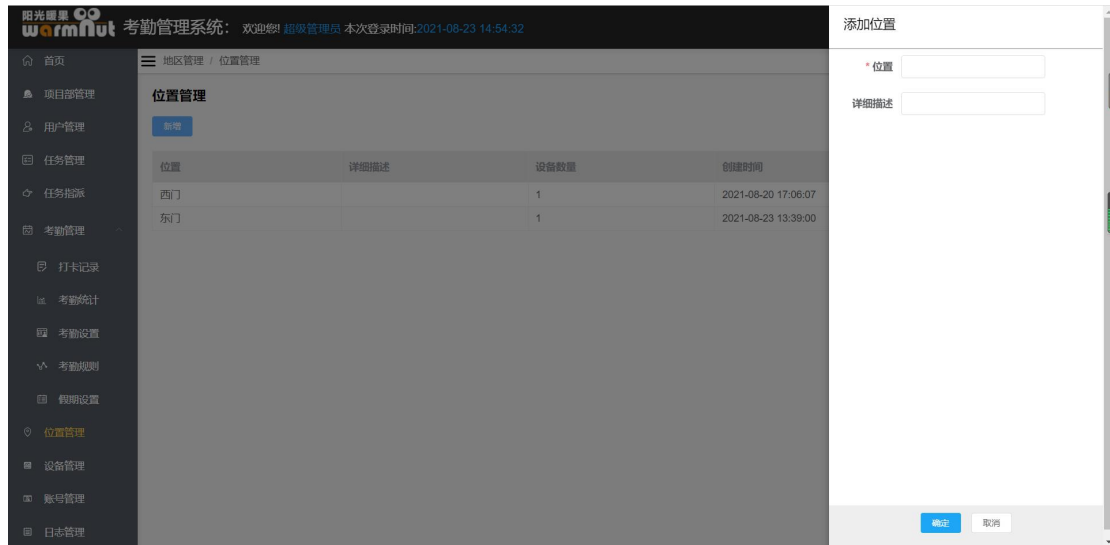 阳光暖果
warmnut 考勤管理系统： 欢迎您! 超级管理员 本次登录时间:2021-08-23 14:54:32
首页
项目部管理
用户管理
任务管理
任务指派
考勤管理
打卡记录
考勤统计
考勤设置
考勤规则
假期设置
位置管理
设备管理
账号管理
日志管理
地区管理 / 位置管理
位置管理
新增
位置 详细描述 设备数量 创建时间
西门 1 2021-08-20 17:06:07
东门 1 2021-08-23 13:39:00
添加位置
* 位置
详细描述
确定 取消